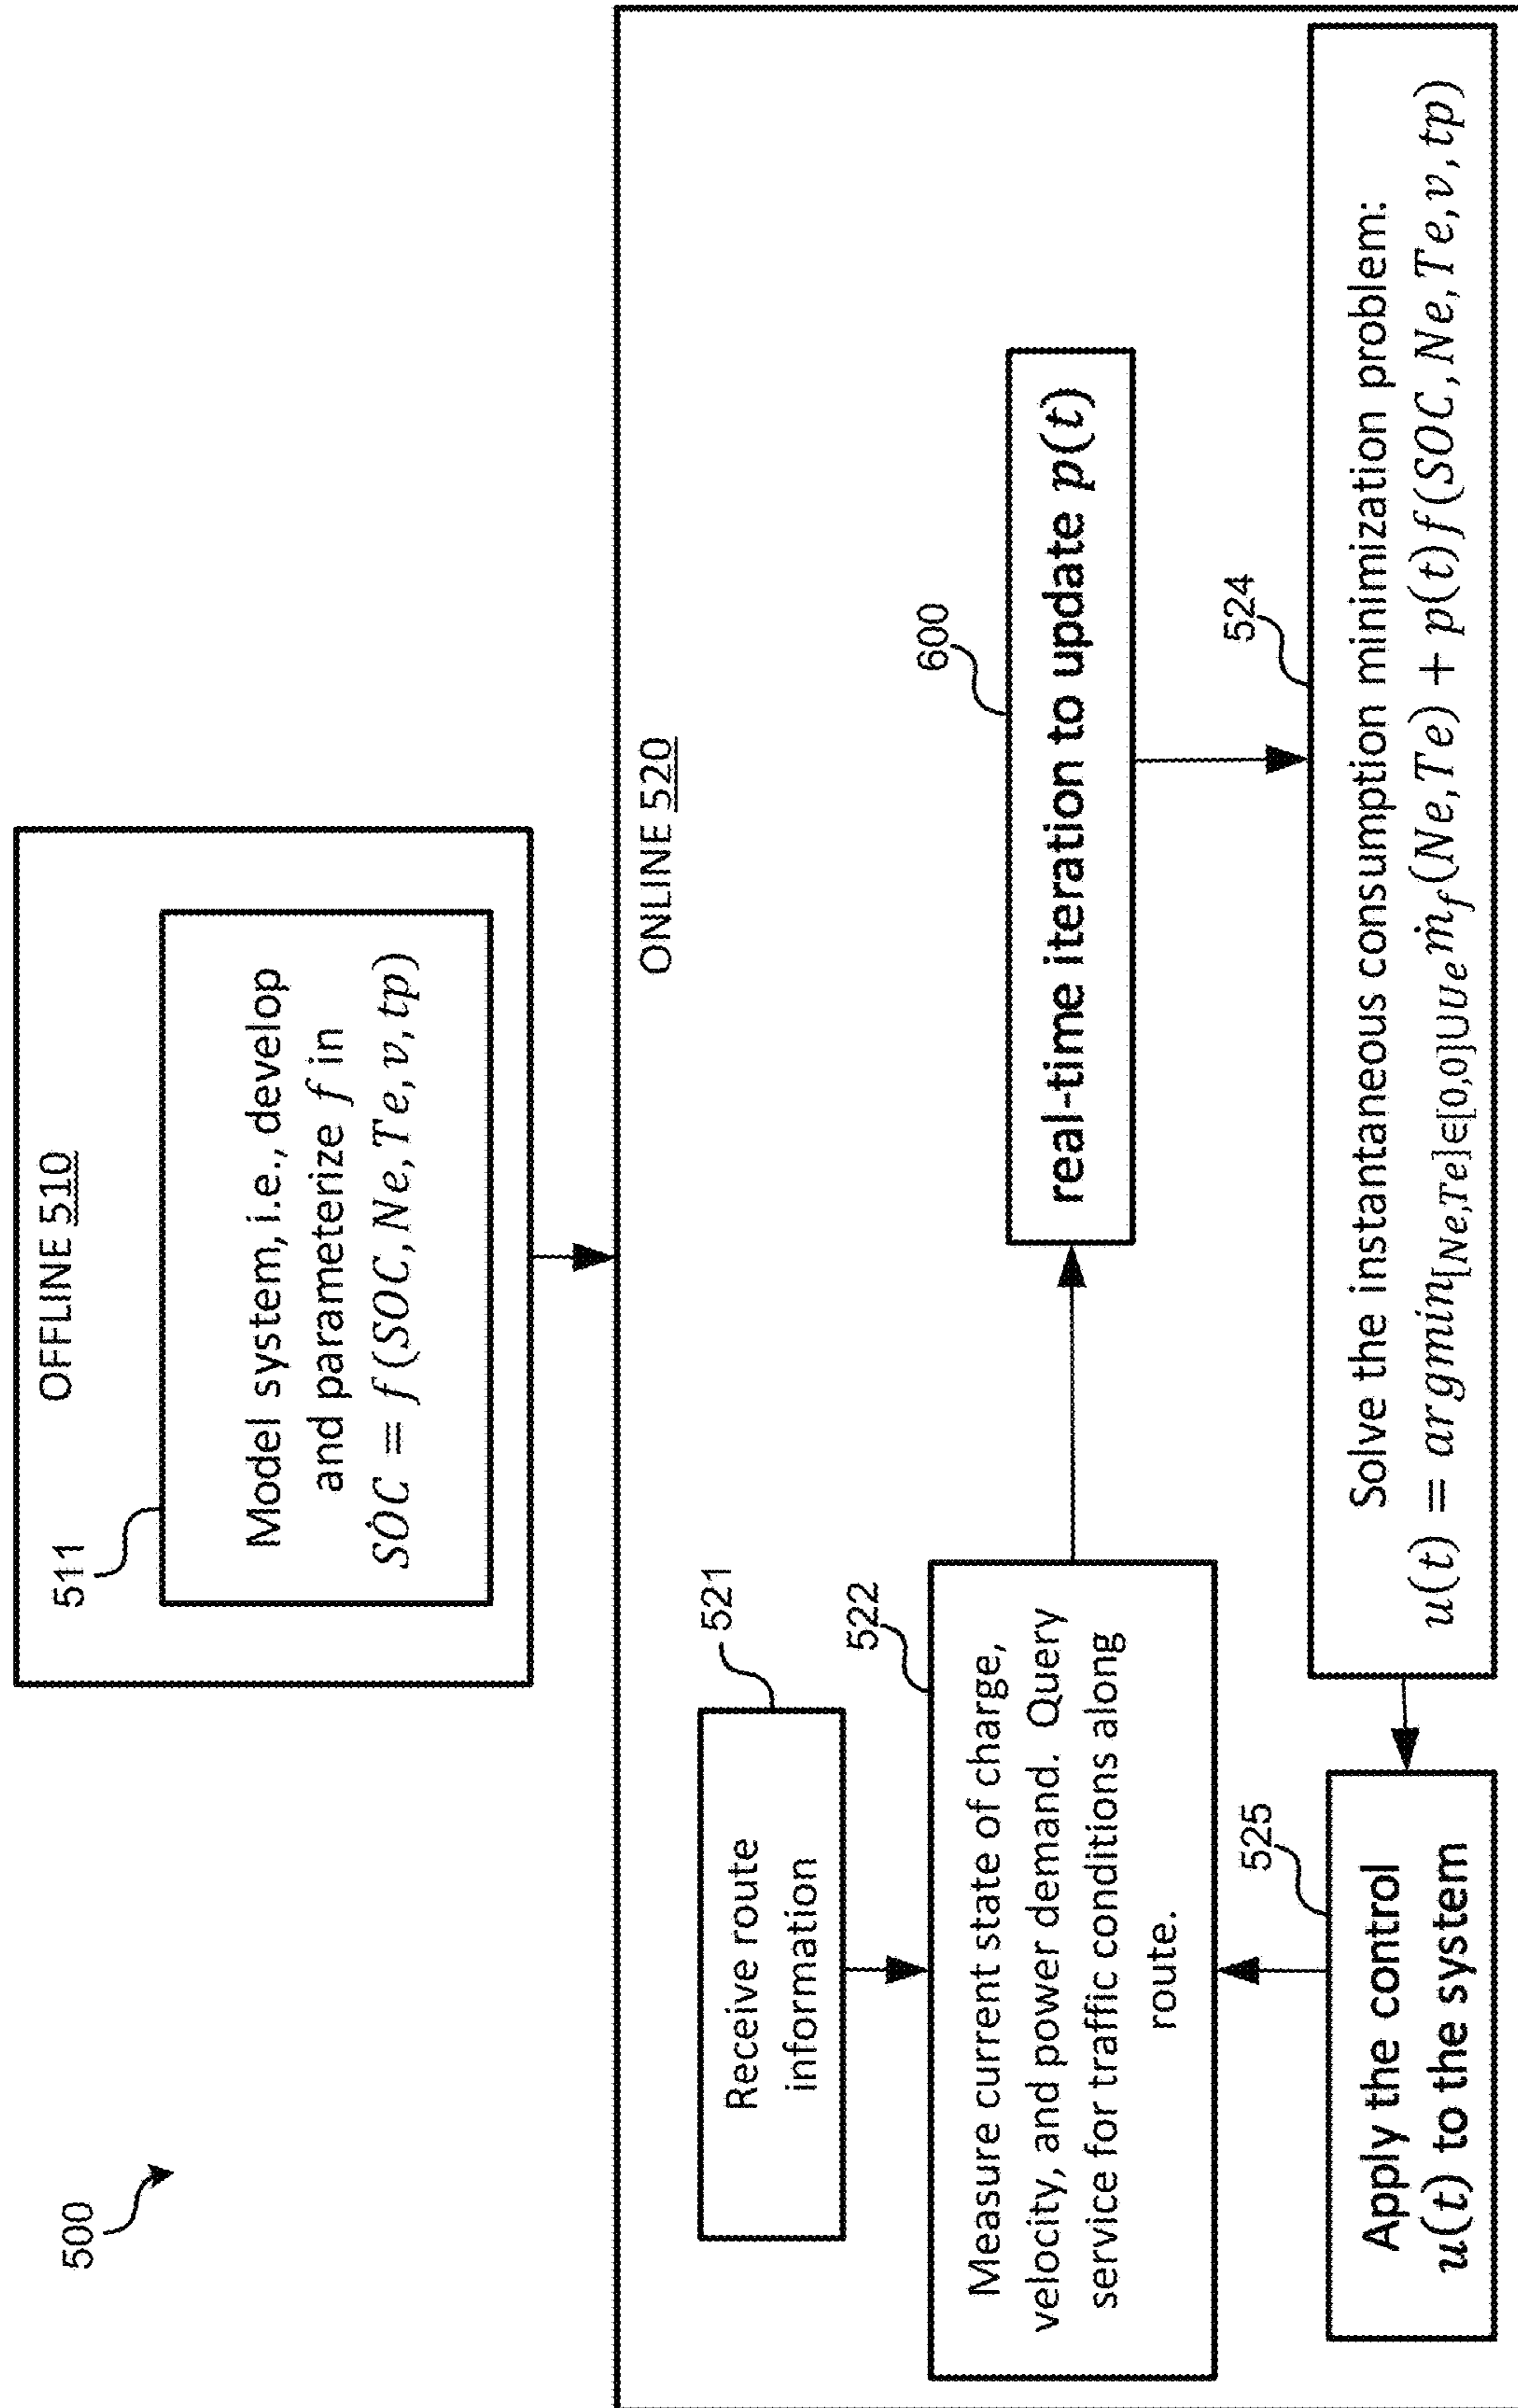 500
OFFLINE 510
511
Model system, i.e., develop
and parameterize f in
SȮC = f(SOC, Ne, Te, v, tp)
ONLINE 520
521
Receive route
information
522
Measure current state of charge,
velocity, and power demand. Query
service for traffic conditions along
route.
600
real-time iteration to update p(t)
524
Solve the instantaneous consumption minimization problem:
u(t) = argmin[Ne,Te]∈[0,0]∪Ue ṁf(Ne, Te) + p(t)f(SOC, Ne, Te, v, tp)
525
Apply the control
u(t) to the system